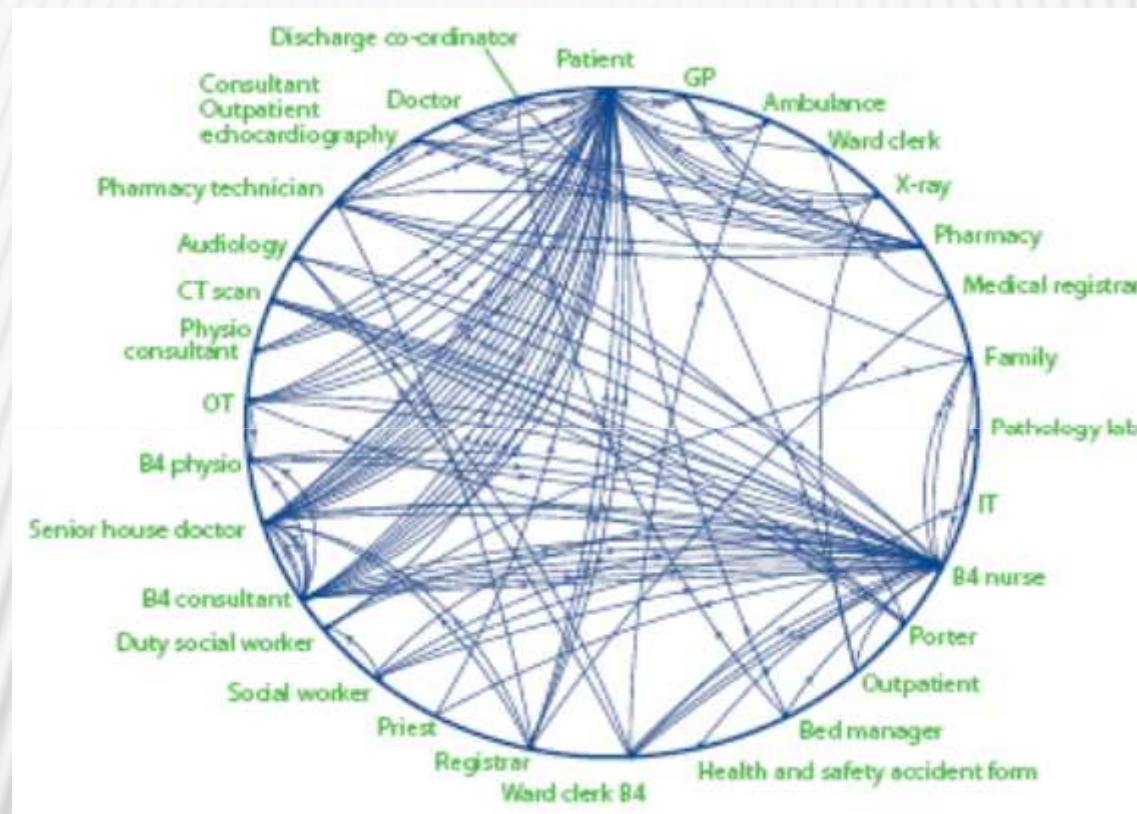 Discharge co-ordinator
Patient
GP
Ambulance
Ward clerk
X-ray
Pharmacy
Medical registrar
Family
Pathology lab
IT
B4 nurse
Porter
Outpatient
Bed manager
Health and safety accident form
Ward clerk B4
Registrar
Priest
Social worker
Duty social worker
B4 consultant
Senior house doctor
B4 physio
OT
Physio
consultant
CT scan
Audiology
Pharmacy technician
Consultant
Outpatient
echocardiography
Doctor